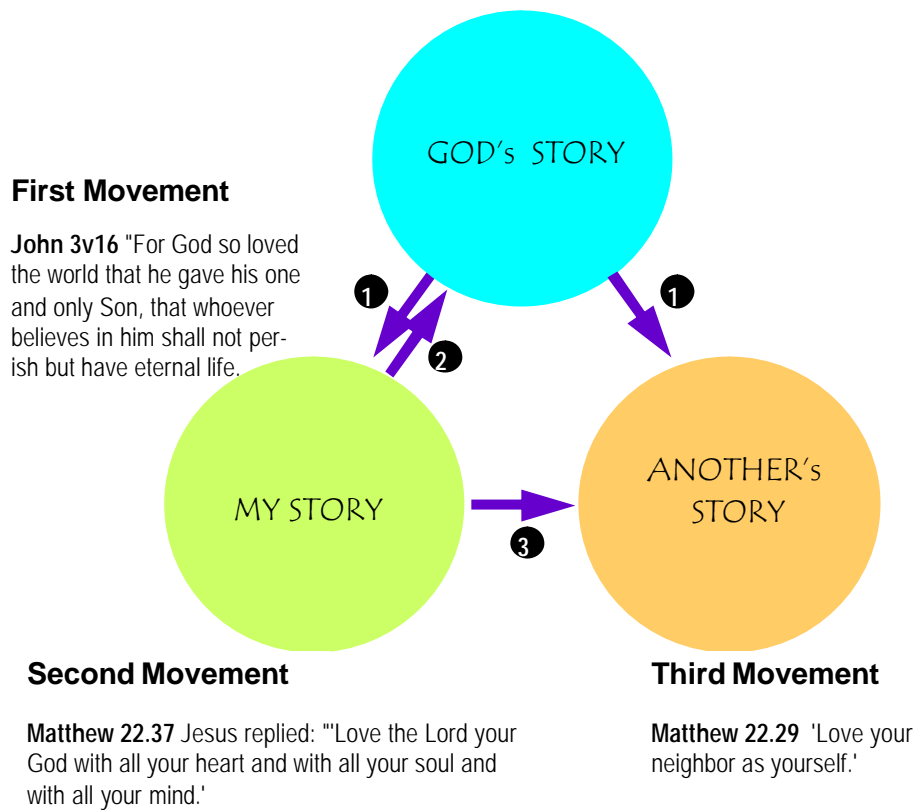 GOD's STORY
First Movement
John 3v16 "For God so loved
the world that he gave his one
and only Son, that whoever
believes in him shall not per-
ish but have eternal life.
1
1
2
MY STORY
ANOTHER's
STORY
3
Second Movement
Matthew 22.37 Jesus replied: "'Love the Lord your
God with all your heart and with all your soul and
with all your mind.'
Third Movement
Matthew 22.29 'Love your
neighbor as yourself.'